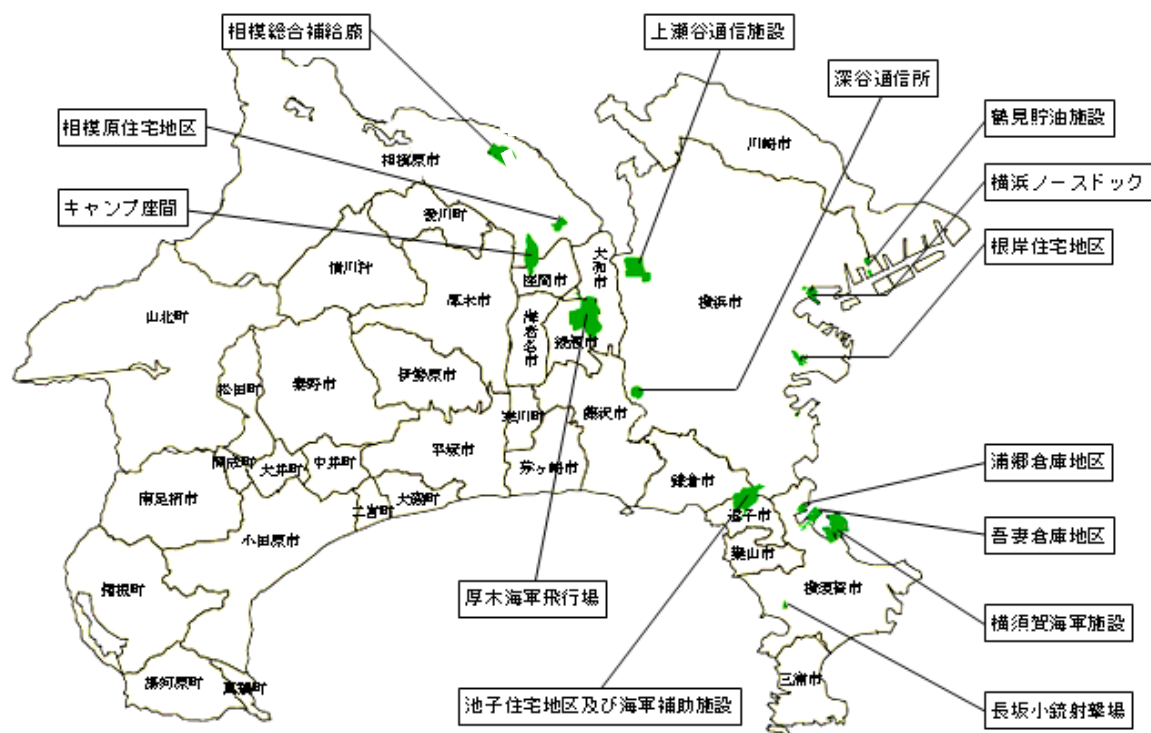 相模総合補給廠
上瀬谷通信施設
深谷通信所
相模原住宅地区
鶴見貯油施設
川崎市
相模原市
横浜ノースドック
キャンプ座間
愛川町
根岸住宅地区
大和市
座間市
清川村
厚木市
横浜市
山北町
海老名市
綾瀬市
伊勢原市
秦野市
松田町
藤沢市
寒川町
平塚市
開成町
大井町
中井町
茅ヶ崎市
鎌倉市
浦郷倉庫地区
南足柄市
大磯町
二宮町
逗子市
吾妻倉庫地区
小田原市
葉山市
箱根町
横須賀市
厚木海軍飛行場
横須賀海軍施設
湯河原町
真鶴町
三浦市
池子住宅地区及び海軍補助施設
長坂小銃射撃場